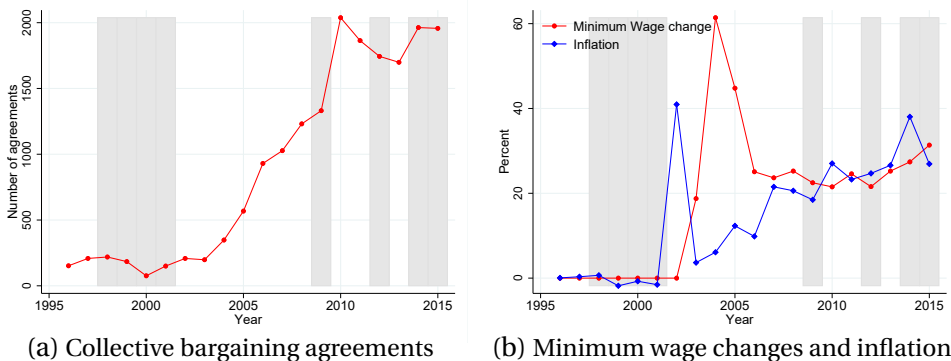 2000
1500
1000
500
0
Number of agreements
1995 2000 2005 2010 2015
Year
(a) Collective bargaining agreements
Minimum Wage change
Inflation
60
40
20
0
Percent
1995 2000 2005 2010 2015
Year
(b) Minimum wage changes and inflation